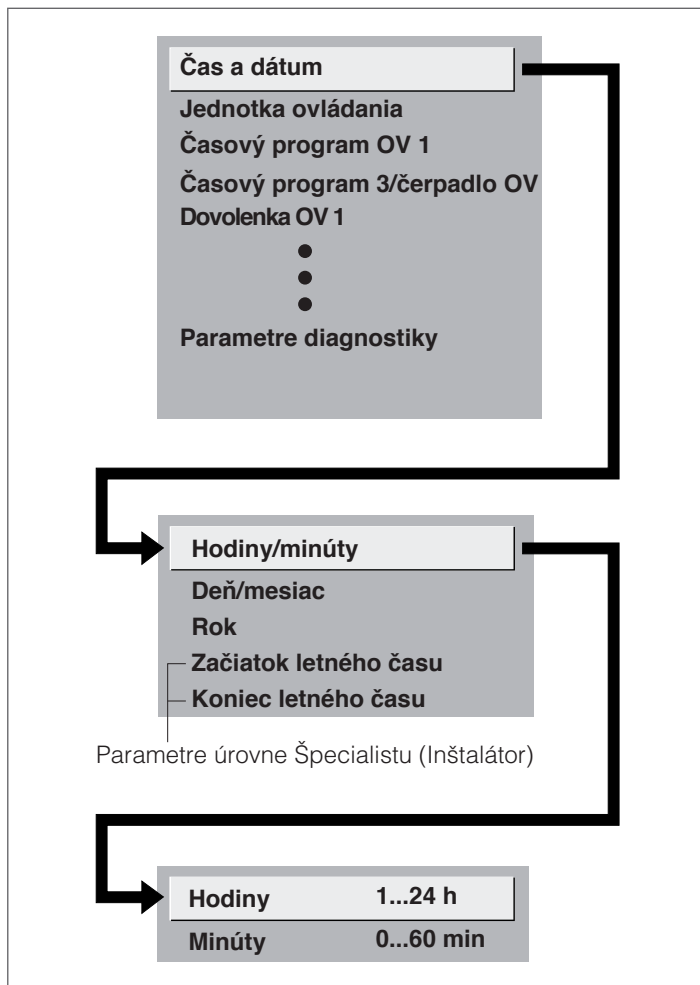 Čas a dátum
Jednotka ovládania
Časový program OV 1
Časový program 3/čerpadlo OV
Dovolenka OV 1
Parametre diagnostiky
Hodiny/minúty
Deň/mesiac
Rok
Začiatok letného času
Koniec letného času
Parametre úrovne Špecialistu (Inštalátor)
Hodiny 1...24 h
Minúty 0...60 min